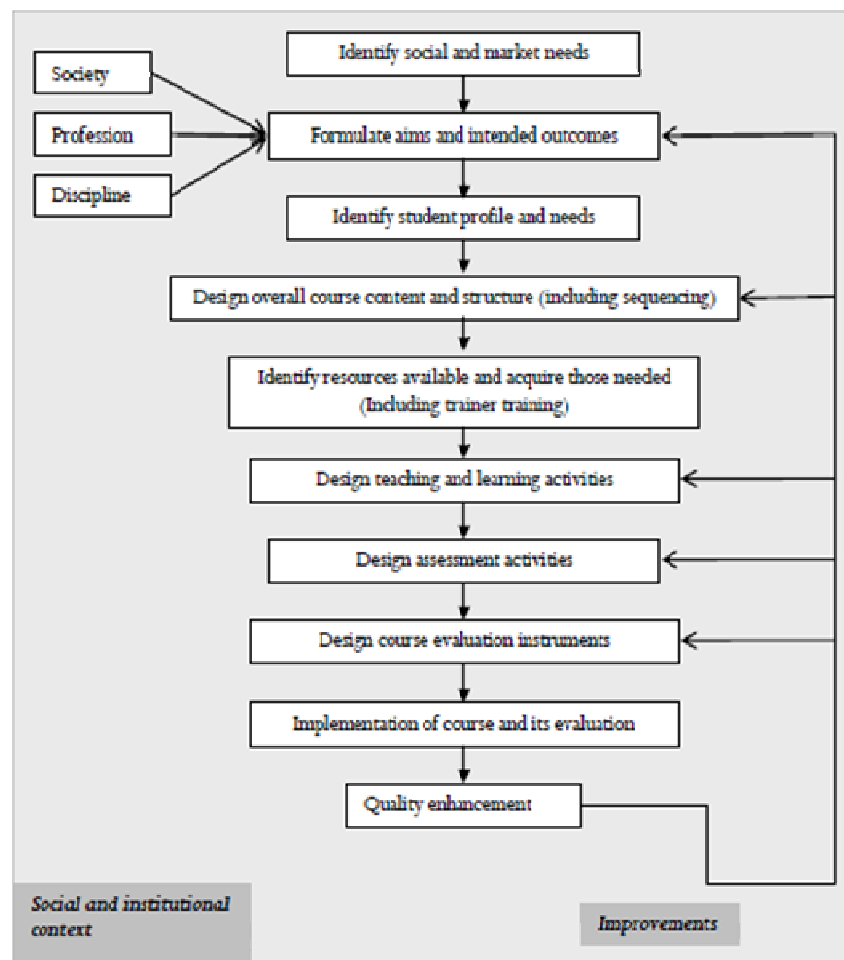 Identify social and market needs
Society
Profession
Discipline
Formulate aims and intended outcomes
Identify student profile and needs
Design overall course content and structure (including sequencing)
Identify resources available and acquire those needed
(Including trainer training)
Design teaching and learning activities
Design assessment activities
Design course evaluation instruments
Implementation of course and its evaluation
Quality enhancement
Social and institutional
context
Improvements